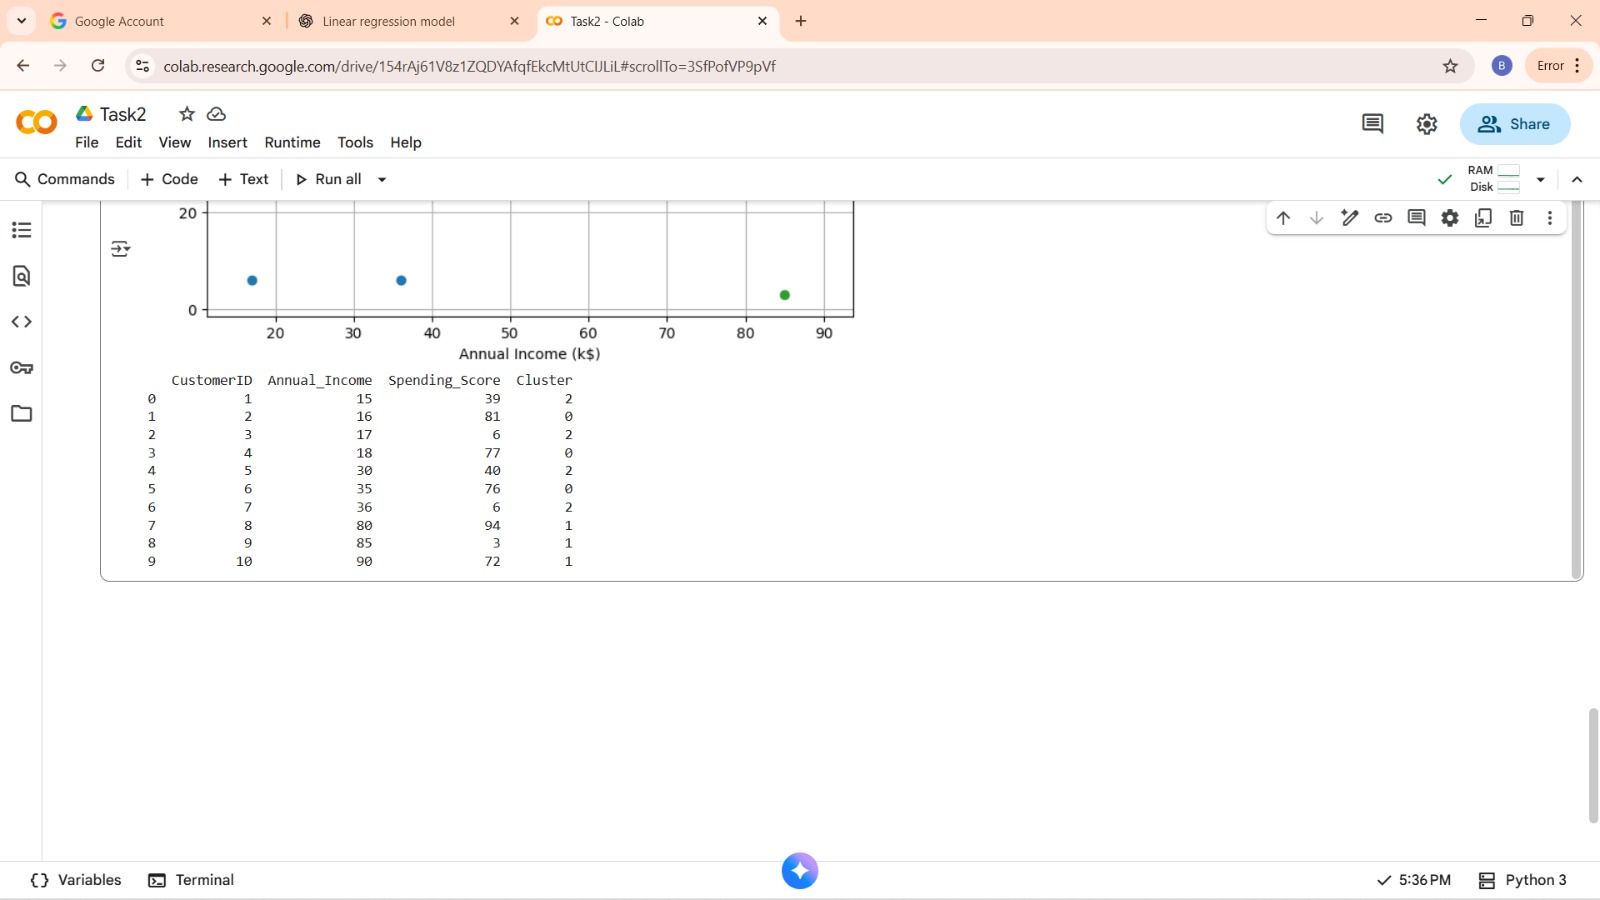 Google Account
Linear regression model
Task2 - Colab
colab.research.google.com/drive/154rAj61V8z1ZQDYAfqfEkcMtUtCIJLiL#scrollTo=3SfPofVP9pVf
B
Error
Task2
File Edit View Insert Runtime Tools Help
Share
Commands + Code + Text Run all
RAM
Disk
20
0
20 30 40 50 60 70 80 90
Annual Income (k$)
CustomerID Annual_Income Spending_Score Cluster
0 1 15 39 2
1 2 16 81 0
2 3 17 6 2
3 4 18 77 0
4 5 30 40 2
5 6 35 76 0
6 7 36 6 2
7 8 80 94 1
8 9 85 3 1
9 10 90 72 1
Variables Terminal
5:36 PM Python 3